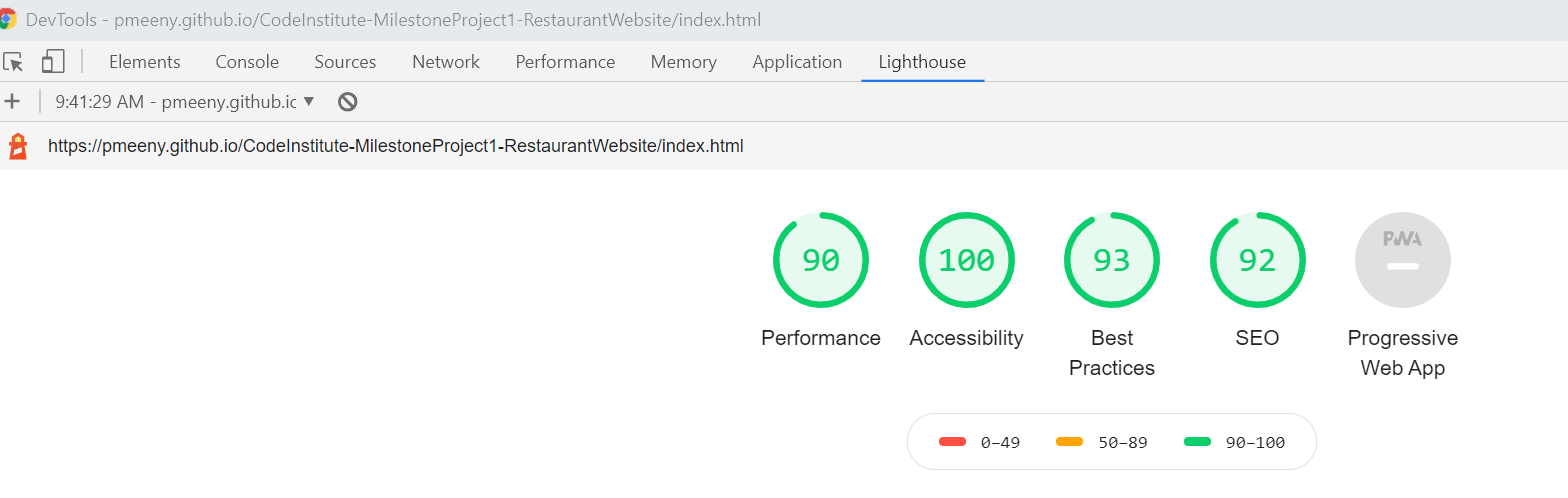 DevTools - pmeeny.github.io/CodeInstitute-MilestoneProject1-RestaurantWebsite/index.html
Elements Console Sources Network Performance Memory Application Lighthouse
9:41:29 AM - pmeeny.github.ic
https://pmeeny.github.io/CodeInstitute-MilestoneProject1-RestaurantWebsite/index.html
90 100 93 92 PWA
Performance Accessibility Best Practices SEO Progressive Web App
0–49 50–89 90–100